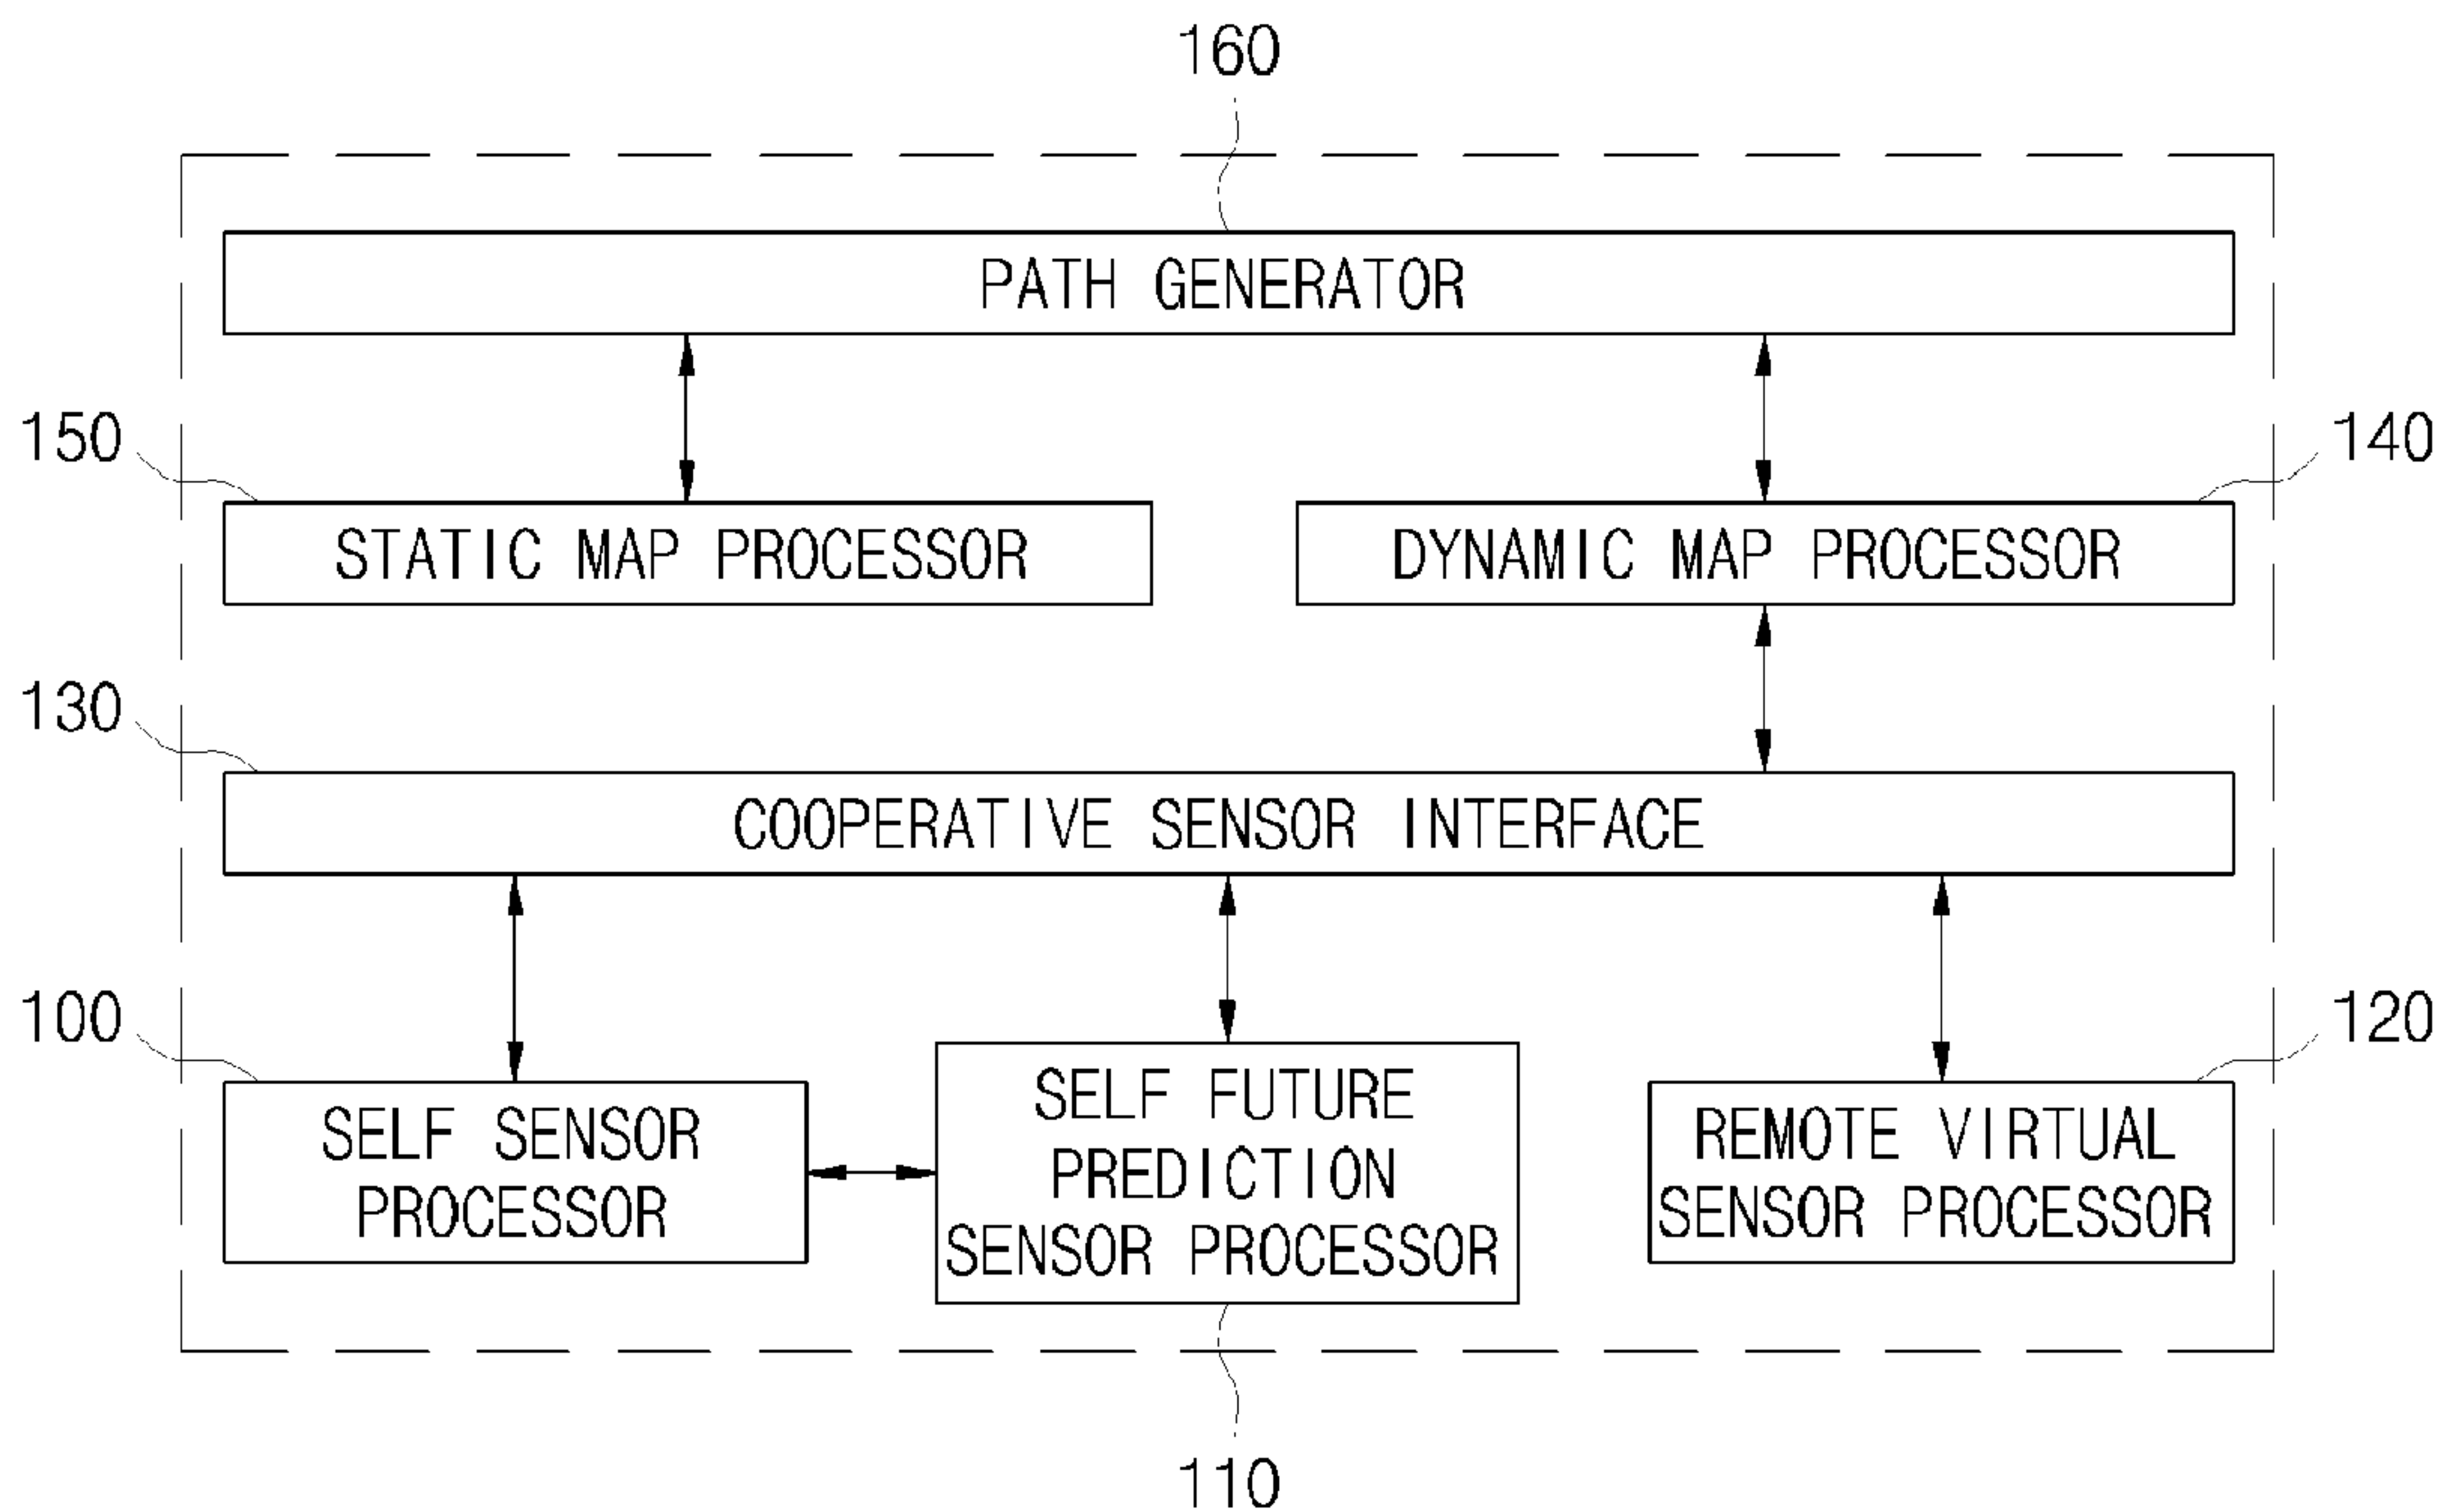 160
PATH GENERATOR
150
140
STATIC MAP PROCESSOR
DYNAMIC MAP PROCESSOR
130
COOPERATIVE SENSOR INTERFACE
100
120
SELF SENSOR
PROCESSOR
SELF FUTURE
PREDICTION
SENSOR PROCESSOR
REMOTE VIRTUAL
SENSOR PROCESSOR
110